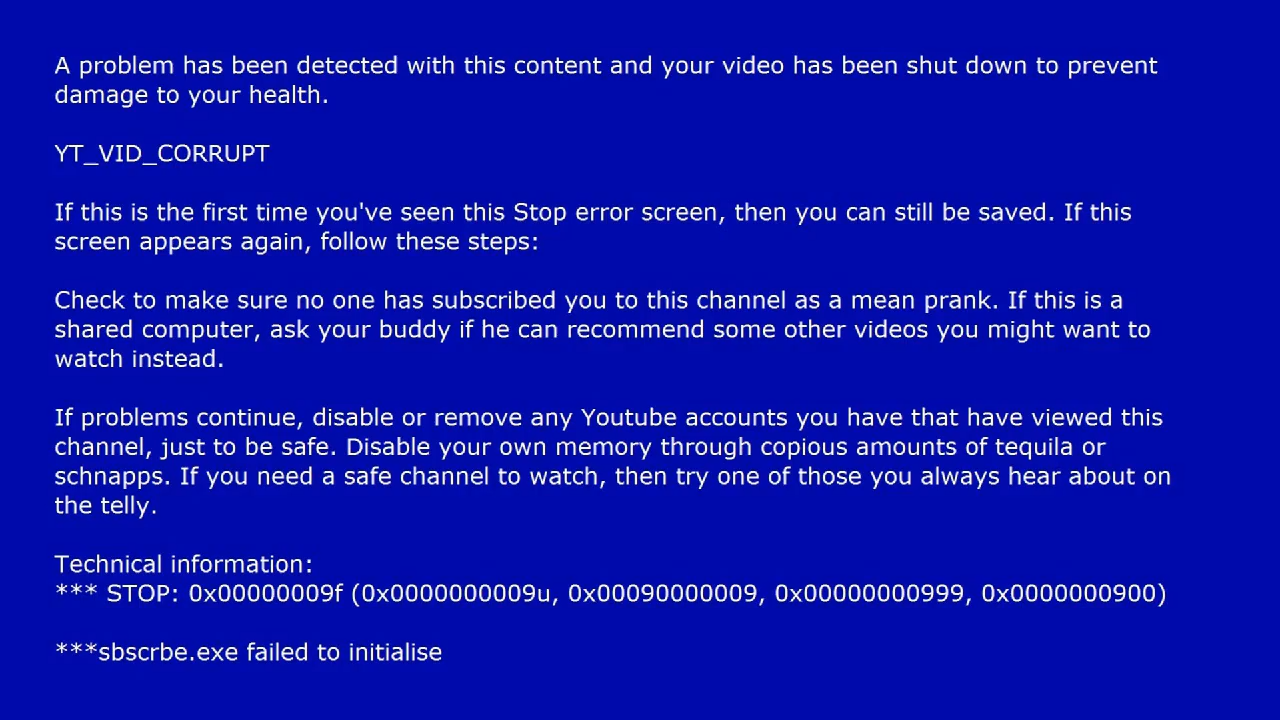 A problem has been detected with this content and your video has been shut down to prevent
damage to your health.
YT_VID_CORRUPT
If this is the first time you've seen this Stop error screen, then you can still be saved. If this
screen appears again, follow these steps:
Check to make sure no one has subscribed you to this channel as a mean prank. If this is a
shared computer, ask your buddy if he can recommend some other videos you might want to
watch instead.
If problems continue, disable or remove any Youtube accounts you have that have viewed this
channel, just to be safe. Disable your own memory through copious amounts of tequila or
schnapps. If you need a safe channel to watch, then try one of those you always hear about on
the telly.
Technical information:
*** STOP: 0x00000009f (0x0000000009u, 0x00090000009, 0x00000000999, 0x0000000900)
***sbscrbe.exe failed to initialise